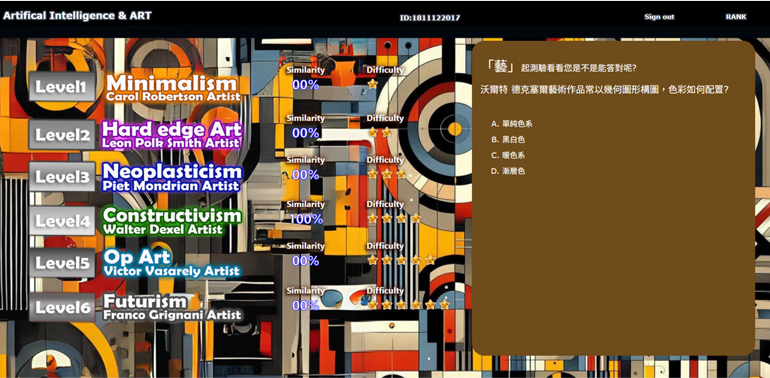 Artifical Intelligence & ART
ID:1811122017
Sign out
RANK
Similarity Difficulty
Level1 Minimalism 00%
Carol Robertson Artist
Similarity Difficulty
Level2 Hard edge Art 00%
Leon Polk Smith Artist
Similarity Difficulty
Level3 Neoplasticism 00%
Piet Mondrian Artist
Similarity Difficulty
Level4 Constructivism 100%
Walter Dexel Artist
Similarity Difficulty
Level5 Op Art 00%
Victor Vasarely Artist
Similarity Difficulty
Level6 Futurism 00%
Franco Grignani Artist
「藝」起測驗看看您是不是能答對呢?
沃爾特 德克塞爾藝術作品常以幾何圖形構圖，色彩如何配置?
A. 單純色系
B. 黑白色
C. 暖色系
D. 漸層色